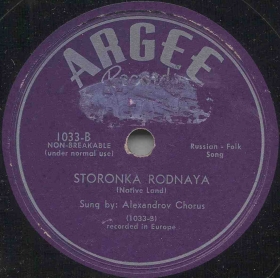 ARGEE
Records
1033-B
NON-BREAKABLE
(under normal use)
Russian - Folk
Song
STORONKA RODNAYA
(Native Land)
Sung by: Alexandrov Chorus
(1033-B)
recorded in Europe